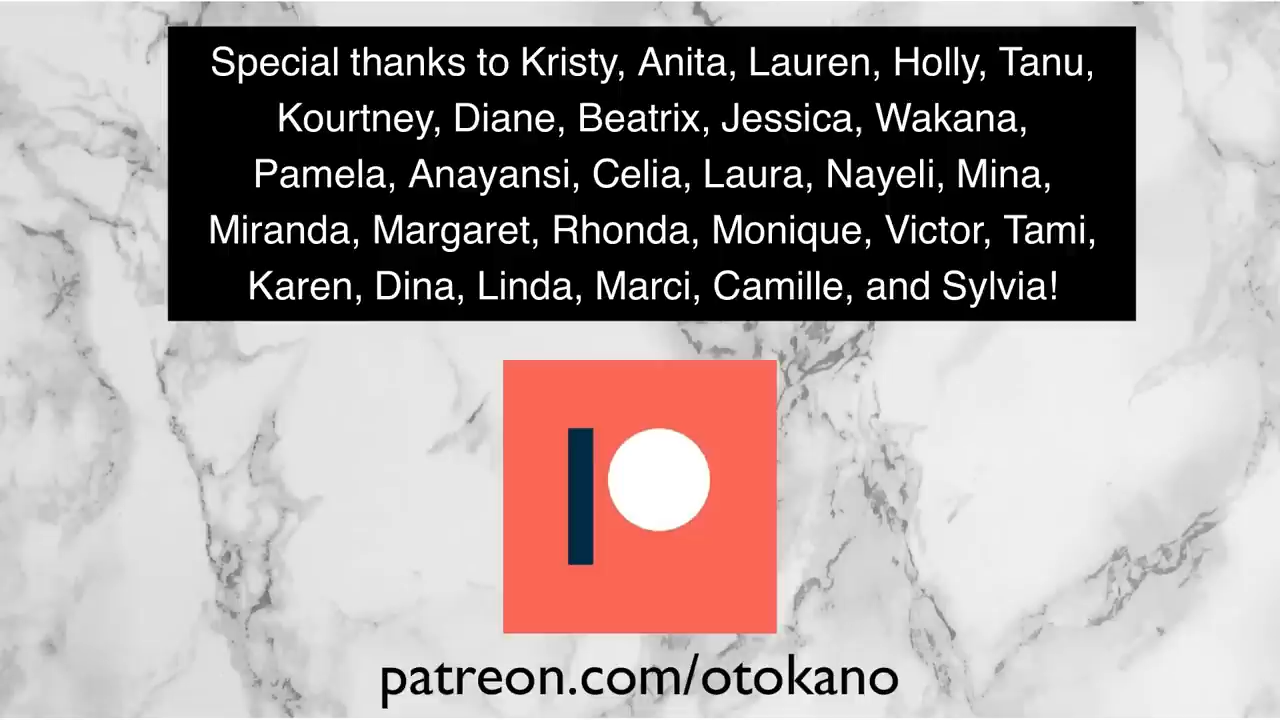 Special thanks to Kristy, Anita, Lauren, Holly, Tanu,
Kourtney, Diane, Beatrix, Jessica, Wakana,
Pamela, Anayansi, Celia, Laura, Nayeli, Mina,
Miranda, Margaret, Rhonda, Monique, Victor, Tami,
Karen, Dina, Linda, Marci, Camille, and Sylvia!
patreon.com/otokano